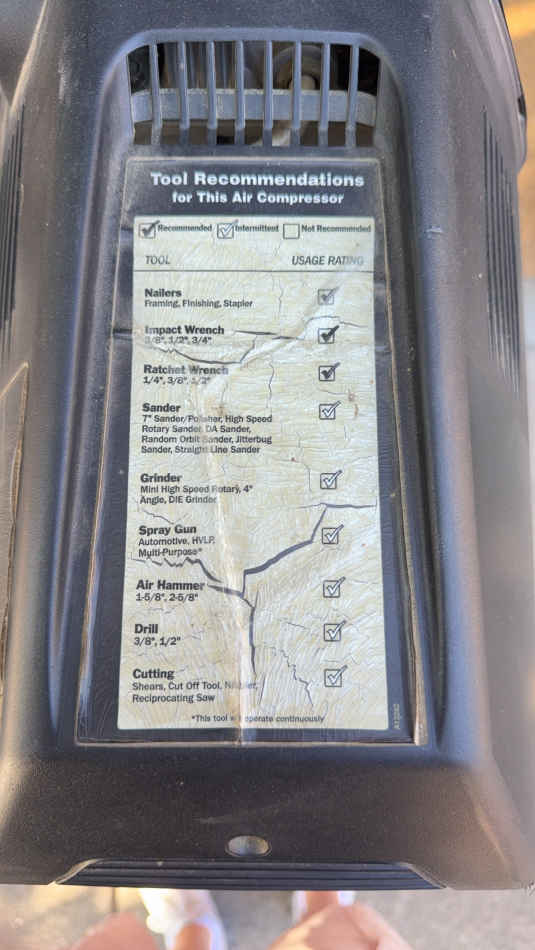 Tool Recommendations
for This Air Compressor
Recommended Intermittent Not Recommended
TOOL USAGE RATING
Nailers
Framing, Finishing, Stapler
Impact Wrench
3/8", 1/2", 3/4"
Ratchet Wrench
1/4", 3/8", 1/2"
Sander
7" Sander/Polisher, High Speed
Rotary Sander, DA Sander,
Random Orbit Sander, Jitterbug
Sander, Straight Line Sander
Grinder
Mini High Speed Rotary, 4"
Angle, DIE Grinder
Spray Gun
Automotive, HVLP,
Multi-Purpose*
Air Hammer
1-5/8", 2-5/8"
Drill
3/8", 1/2"
Cutting
Shears, Cut Off Tool, Nibbler,
Reciprocating Saw
*This tool operate continuously